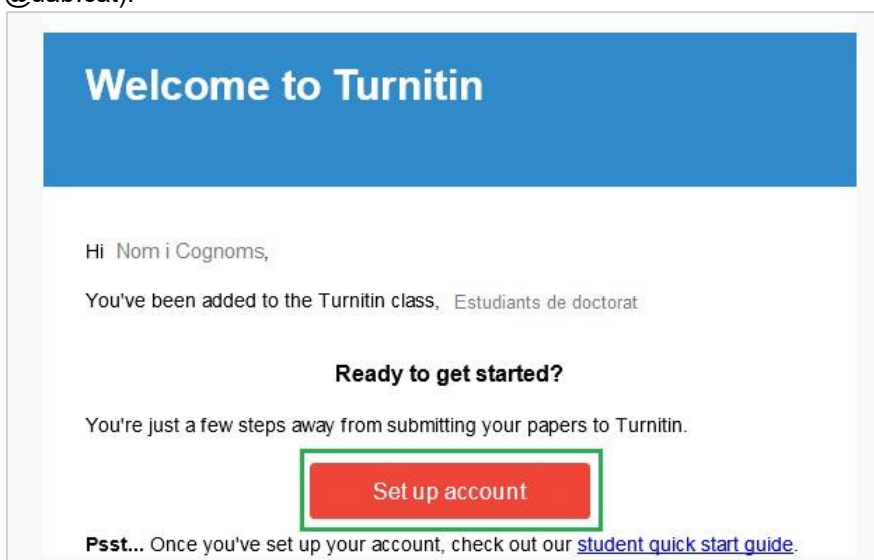 Welcome to Turnitin
Hi Nom i Cognoms,
You've been added to the Turnitin class, Estudiants de doctorat
Ready to get started?
You're just a few steps away from submitting your papers to Turnitin.
Set up account
Psst... Once you've set up your account, check out our student quick start guide.